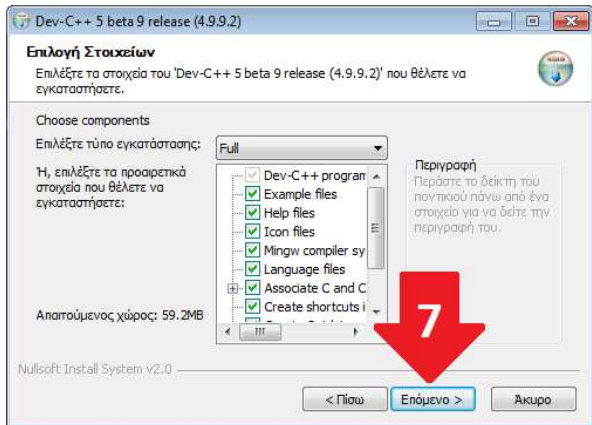 Dev-C++ 5 beta 9 release (4.9.9.2)
Επιλογή Στοιχείων
Επιλέξτε τα στοιχεία του 'Dev-C++ 5 beta 9 release (4.9.9.2)' που θέλετε να
εγκαταστήσετε.
Choose components
Επιλέξτε τύπο εγκατάστασης:
Full
Ή, επιλέξτε τα προαιρετικά
στοιχεία που θέλετε να
εγκαταστήσετε:
Dev-C++ program
Example files
Help files
Icon files
Mingw compiler sy
Language files
Associate C and C
Create shortcuts i
Περιγραφή
Περάστε το δείκτη του
ποντικιού πάνω από ένα
στοιχείο για να δείτε την
περιγραφή του.
Απαιτούμενος χώρος: 59.2MB
7
Nullsoft Install System v2.0
< Πίσω
Επόμενο >
Άκυρο